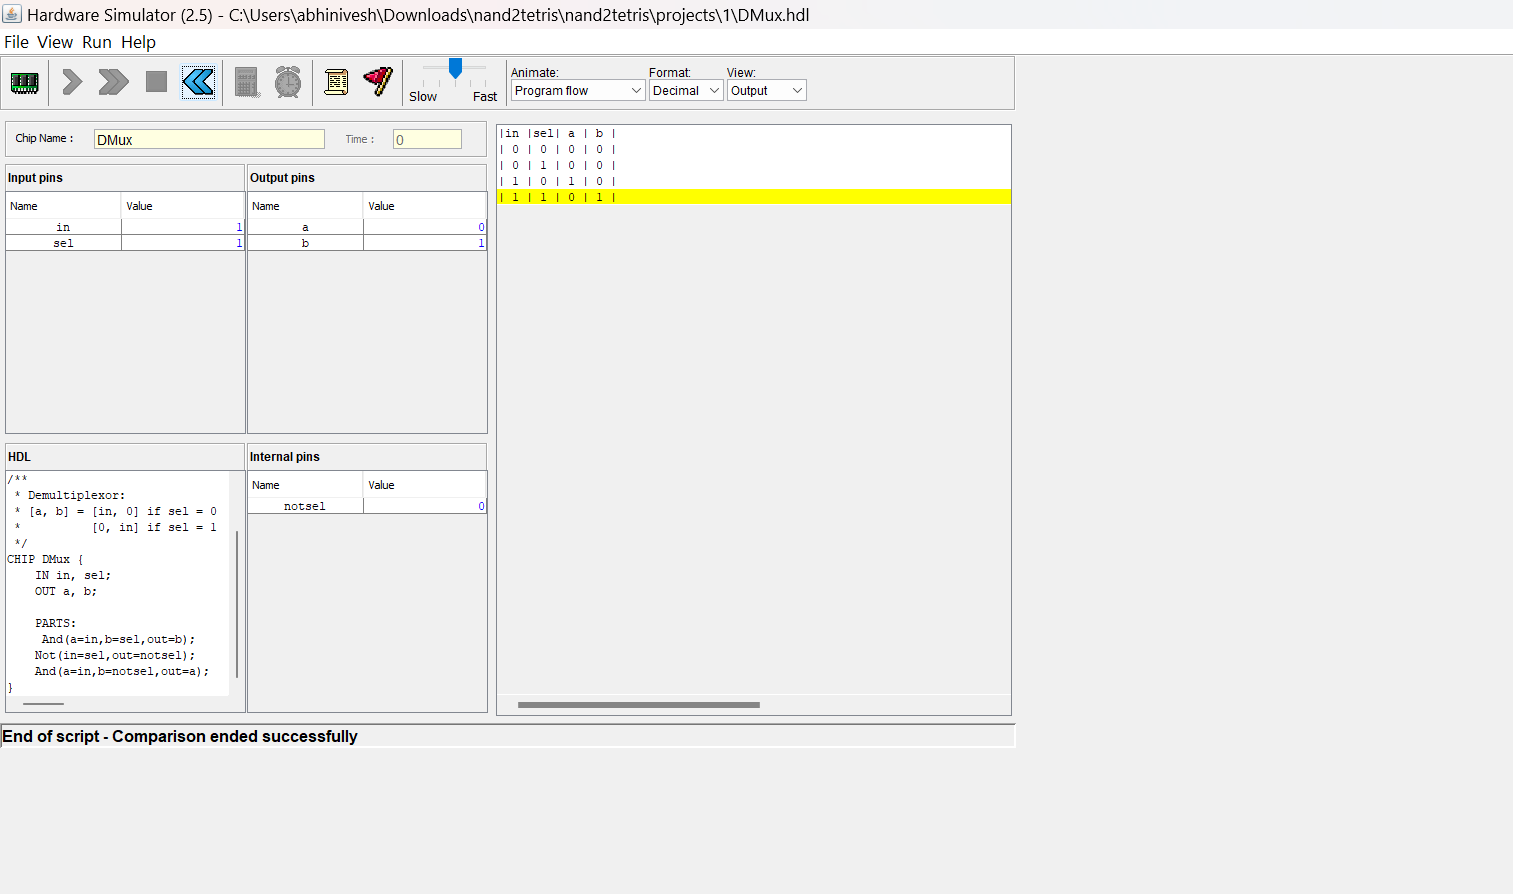 Hardware Simulator (2.5) - C:\Users\abhinivesh\Downloads\nand2tetris\nand2tetris\projects\1\DMux.hdl
File View Run Help
Animate: Format: View:
Slow Fast Program flow Decimal Output
Chip Name : DMux Time : 0
Input pins
Name Value
in 1
sel 1
Output pins
Name Value
a 0
b 1
HDL
/**
* Demultiplexor:
* [a, b] = [in, 0] if sel = 0
* [0, in] if sel = 1
*/
CHIP DMux {
IN in, sel;
OUT a, b;
PARTS:
And(a=in,b=sel,out=b);
Not(in=sel,out=notsel);
And(a=in,b=notsel,out=a);
}
Internal pins
Name Value
notsel 0
|in |sel| a | b |
| 0 | 0 | 0 | 0 |
| 0 | 1 | 0 | 0 |
| 1 | 0 | 1 | 0 |
| 1 | 1 | 0 | 1 |
End of script - Comparison ended successfully